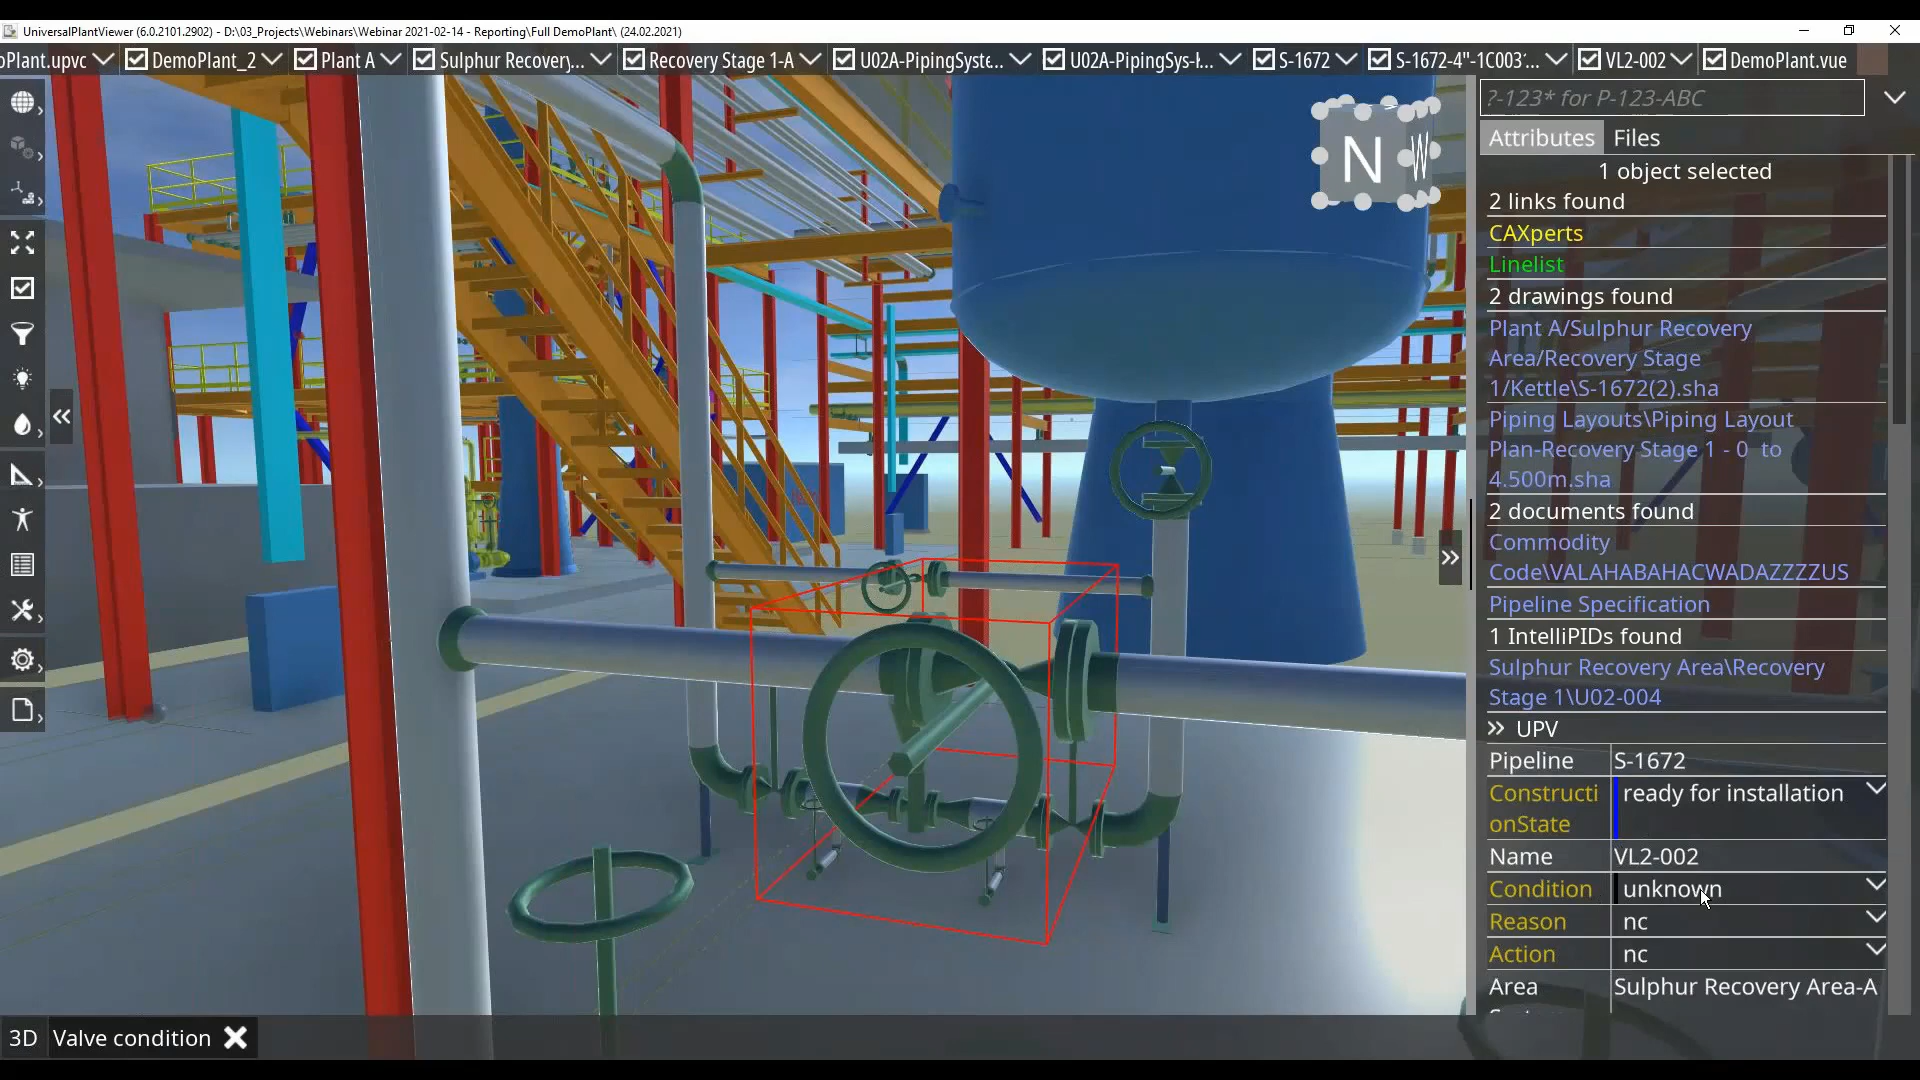 UniversalPlantViewer (6.0.2101.2902) - D:\03_Projects\Webinars\Webinar 2021-02-14 - Reporting\Full DemoPlant\ (24.02.2021)
oPlant.upvc DemoPlant_2 Plant A Sulphur Recovery... Recovery Stage 1-A U02A-PipingSyste... U02A-PipingSys-I... S-1672 S-1672-4"-1C003'... VL2-002 DemoPlant.vue
?-123* for P-123-ABC
Attributes Files
N W
1 object selected
2 links found
CAXperts
Linelist
2 drawings found
Plant A/Sulphur Recovery
Area/Recovery Stage
1/Kettle\S-1672(2).sha
Piping Layouts\Piping Layout
Plan-Recovery Stage 1 - 0 to
4.500m.sha
2 documents found
Commodity
Code\VALAHABAHACWADAZZZZUS
Pipeline Specification
1 IntelliPIDs found
Sulphur Recovery Area\Recovery
Stage 1\U02-004
» UPV
Pipeline S-1672
Constructi ready for installation
onState
Name VL2-002
Condition unknown
Reason nc
Action nc
Area Sulphur Recovery Area-A
3D Valve condition